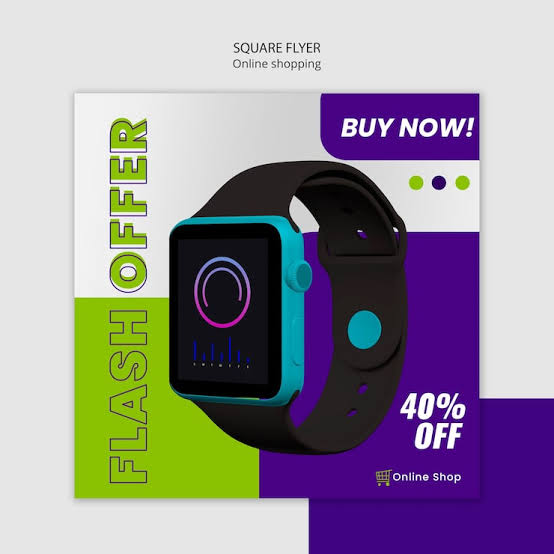 SQUARE FLYER
Online shopping
FLASH OFFER
BUY NOW!
40%
OFF
Online Shop